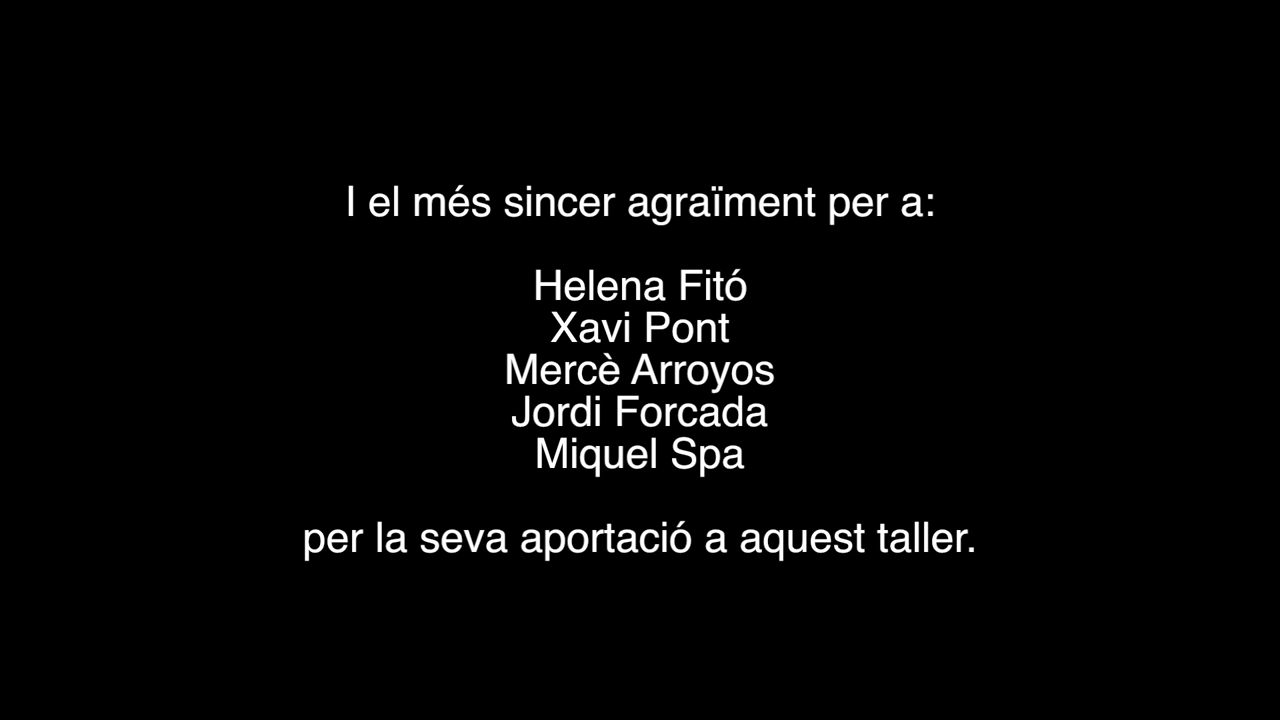 I el més sincer agraïment per a:
Helena Fitó
Xavi Pont
Mercè Arroyos
Jordi Forcada
Miquel Spa
per la seva aportació a aquest taller.